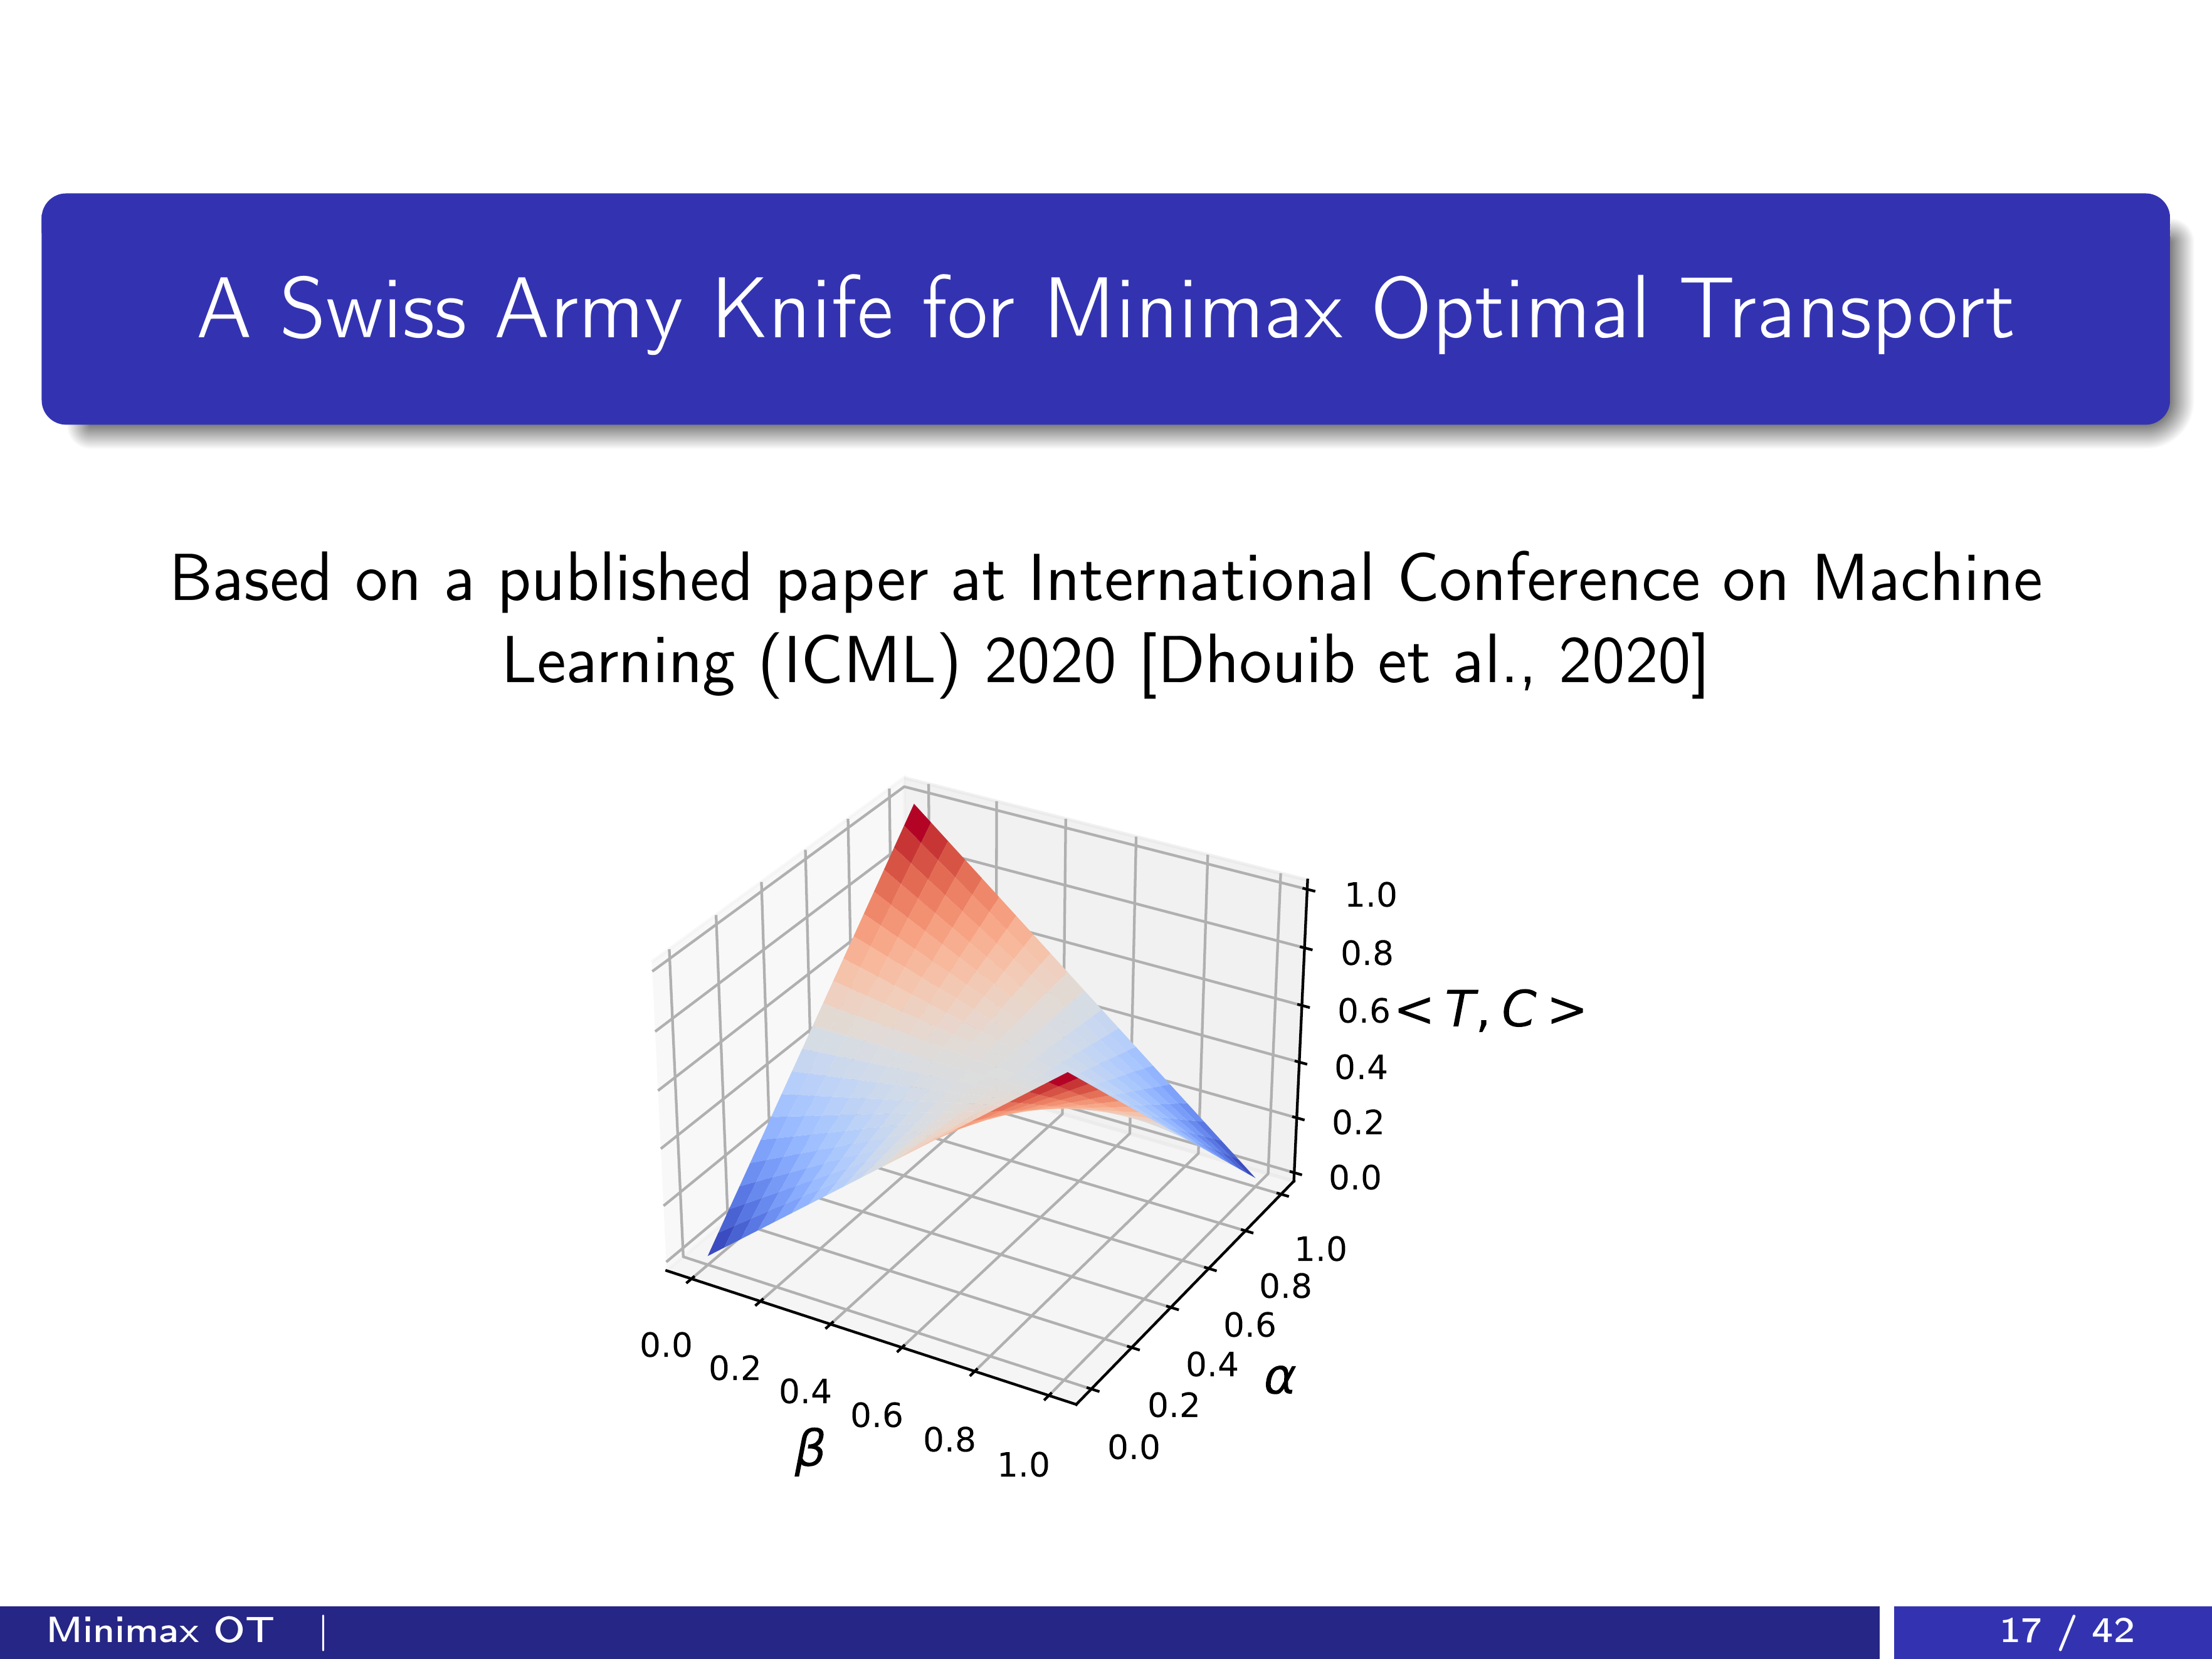 A Swiss Army Knife for Minimax Optimal Transport
Based on a published paper at International Conference on Machine
Learning (ICML) 2020 [Dhouib et al., 2020]
1.0
0.8
0.6
< T, C >
0.4
0.2
0.0
1.0
0.8
0.6
0.4
α
0.2
0.0
0.0
0.2
0.4
0.6
0.8
1.0
β
Minimax OT |
17 / 42